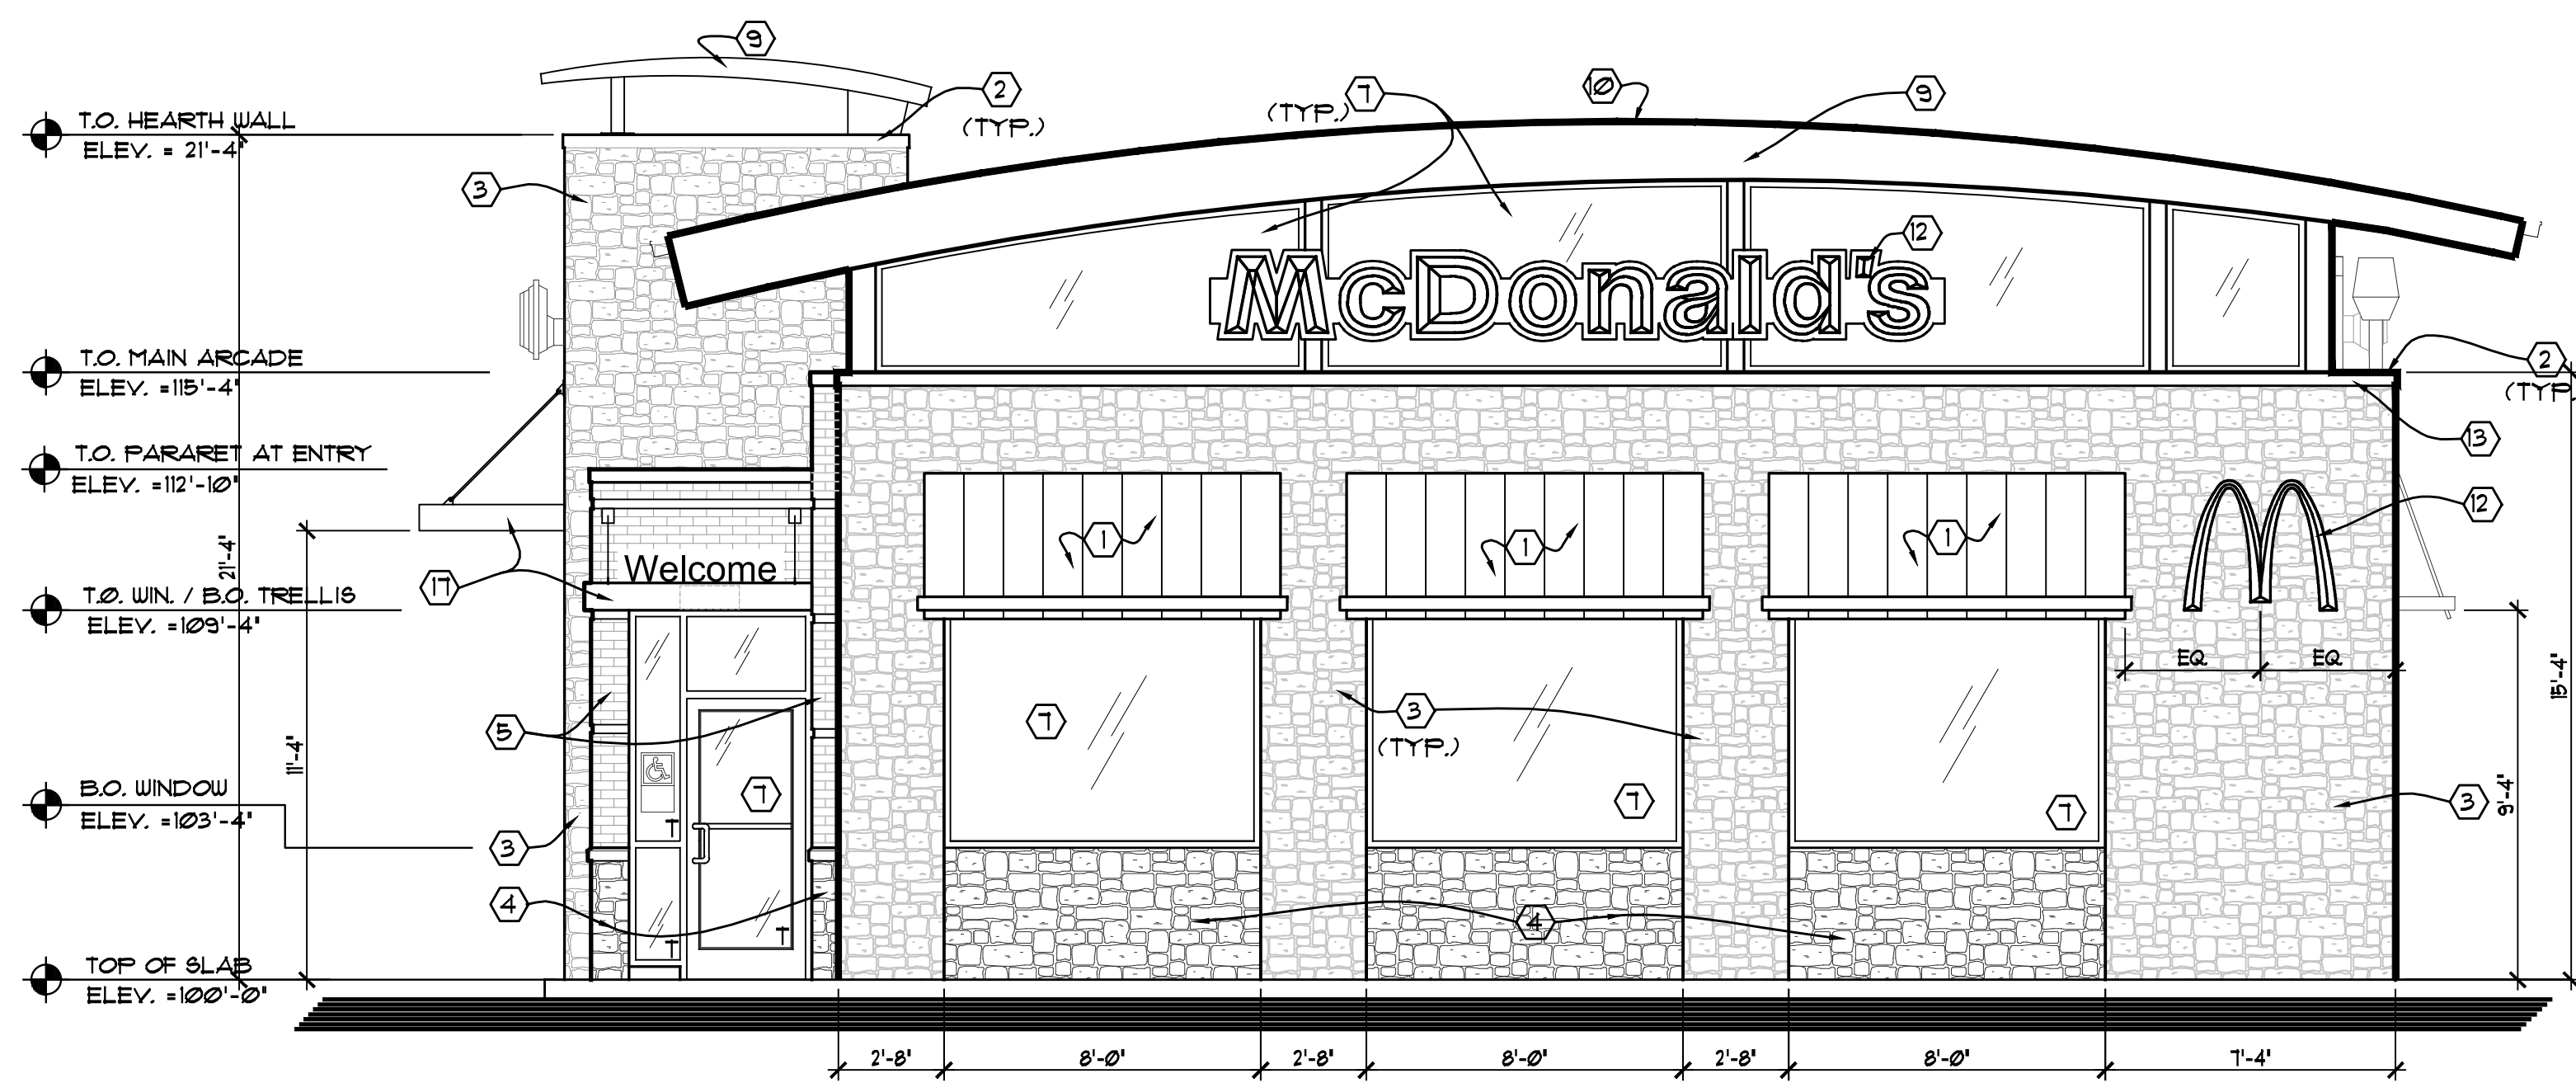 9
2
(TYP.)
(TYP.)
7
10
9
T.O. HEARTH WALL
ELEV. = 21'-4"
3
12
McDonald's
T.O. MAIN ARCADE
ELEV. =115'-4"
2
(TYP.
13
T.O. PARARET AT ENTRY
ELEV. =112'-10"
12
1
1
1
21'-4"
Welcome
17
T.O. WIN. / B.O. TRELLIS
ELEV. =109'-4"
EQ
EQ
15'-4"
5
7
3
(TYP.)
11'-4"
B.O. WINDOW
ELEV. =103'-4"
7
7
7
9'-4"
3
3
T
4
4
T
T
TOP OF SLAB
ELEV. =100'-0"
2'-8"
8'-0"
2'-8"
8'-0"
2'-8"
8'-0"
7'-4"